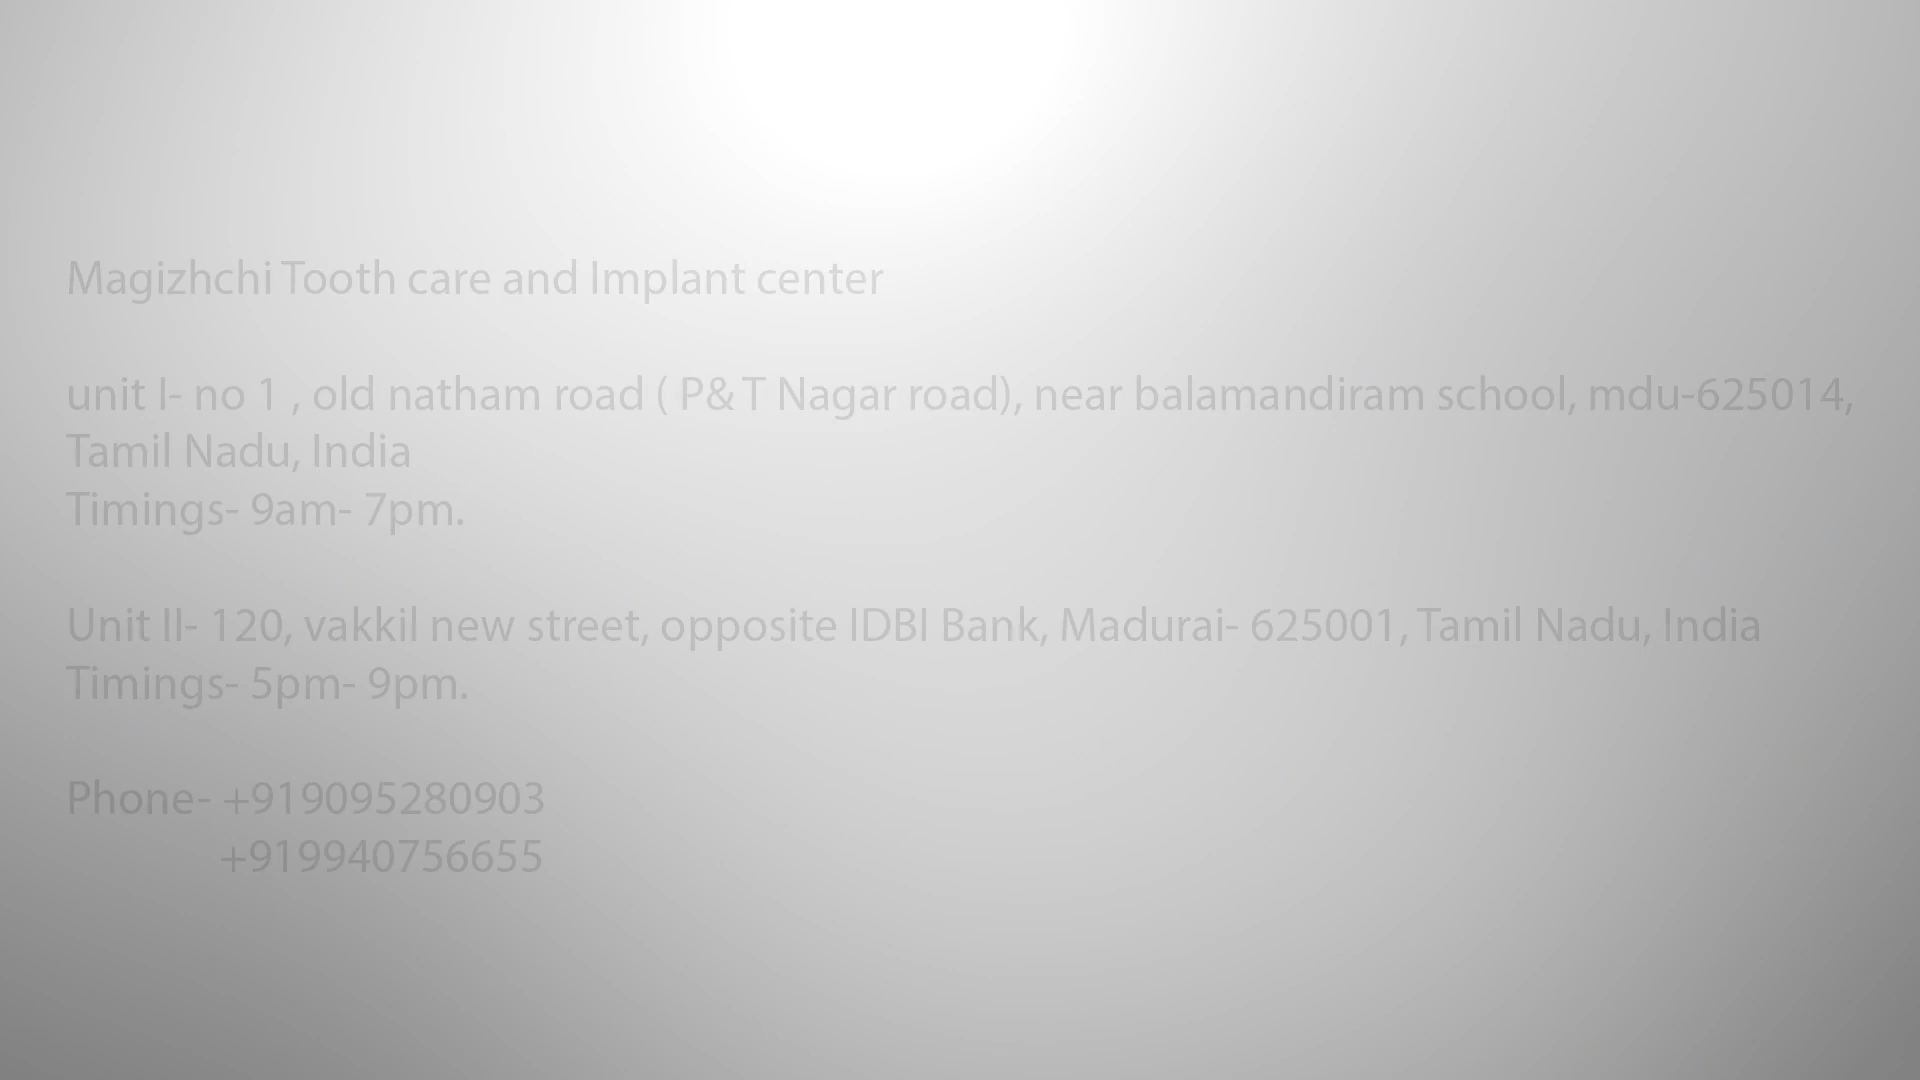 Magizhchi Tooth care and Implant center
unit I- no 1 , old natham road ( P& T Nagar road), near balamandiram school, mdu-625014,
Tamil Nadu, India
Timings- 9am- 7pm.
Unit II- 120, vakkil new street, opposite IDBI Bank, Madurai- 625001, Tamil Nadu, India
Timings- 5pm- 9pm.
Phone- +919095280903
+919940756655